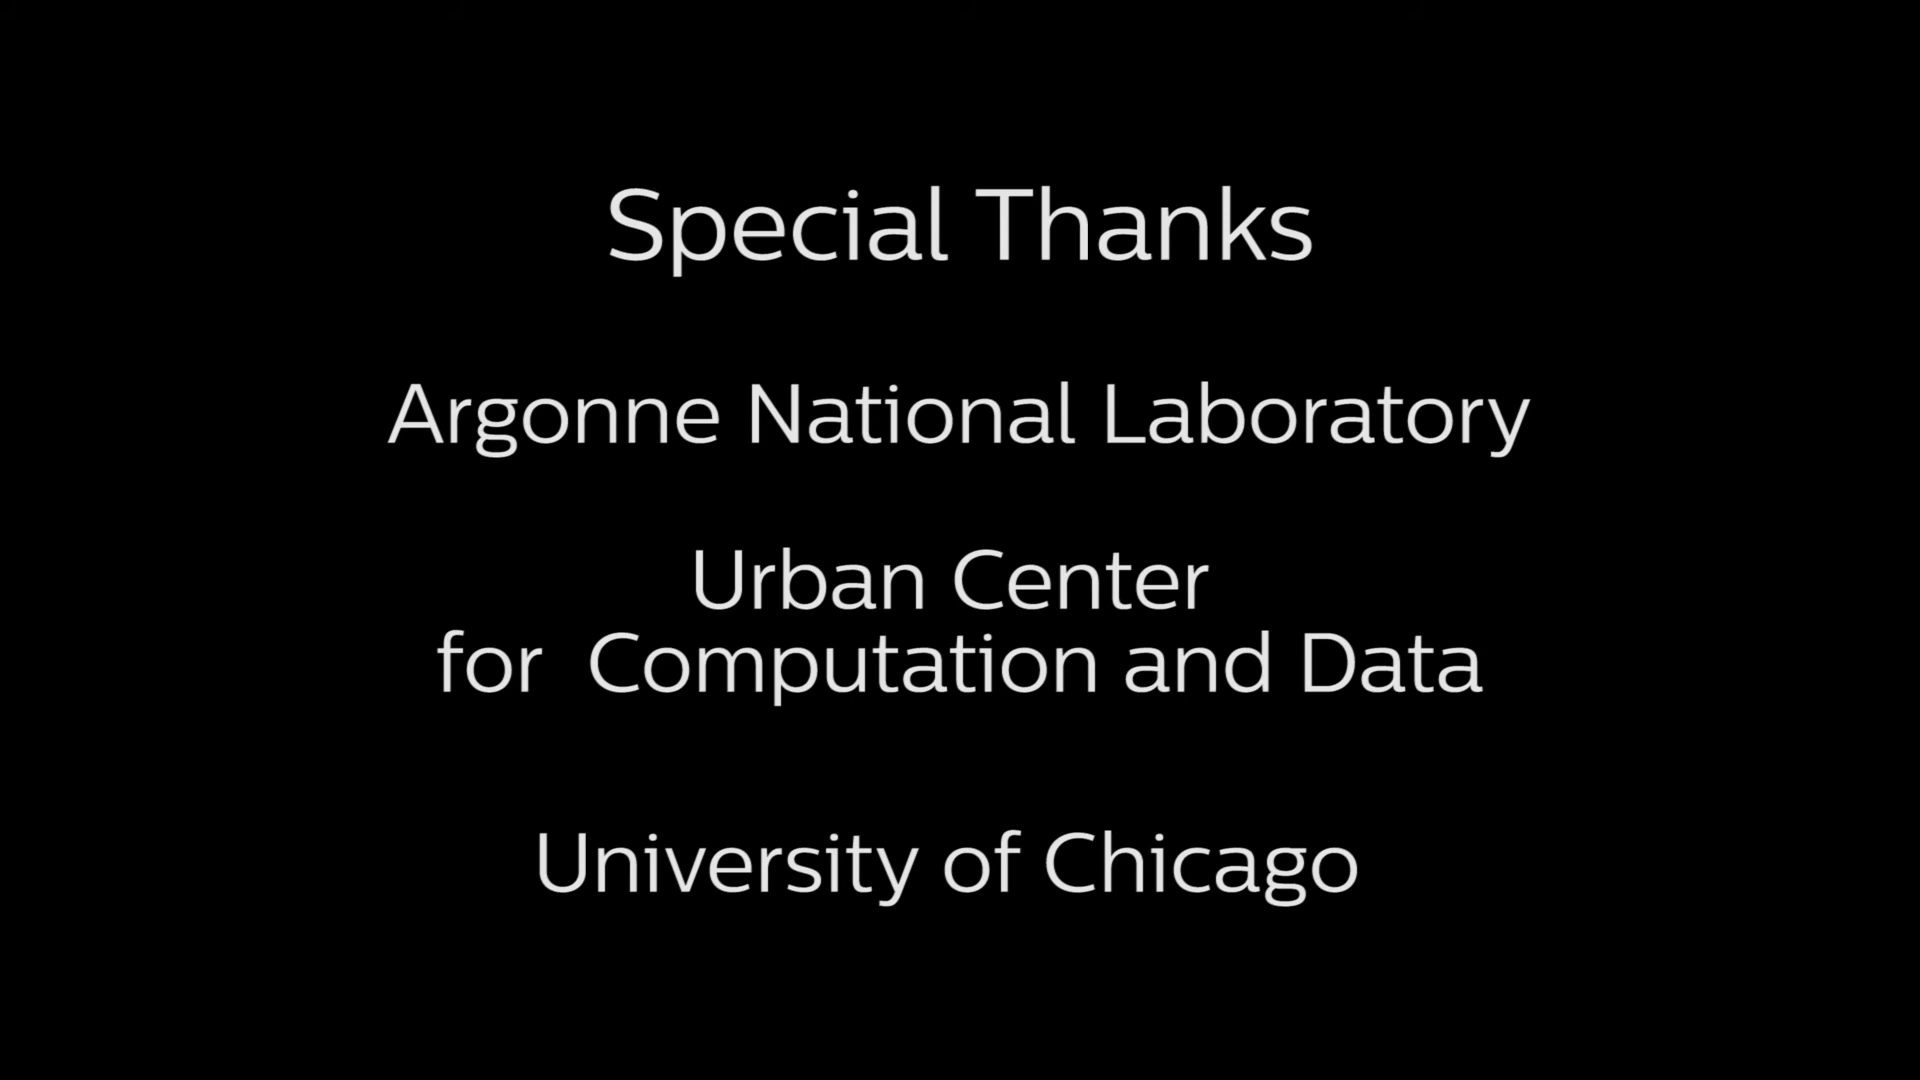 Special Thanks
Argonne National Laboratory
Urban Center
for  Computation and Data
University of Chicago